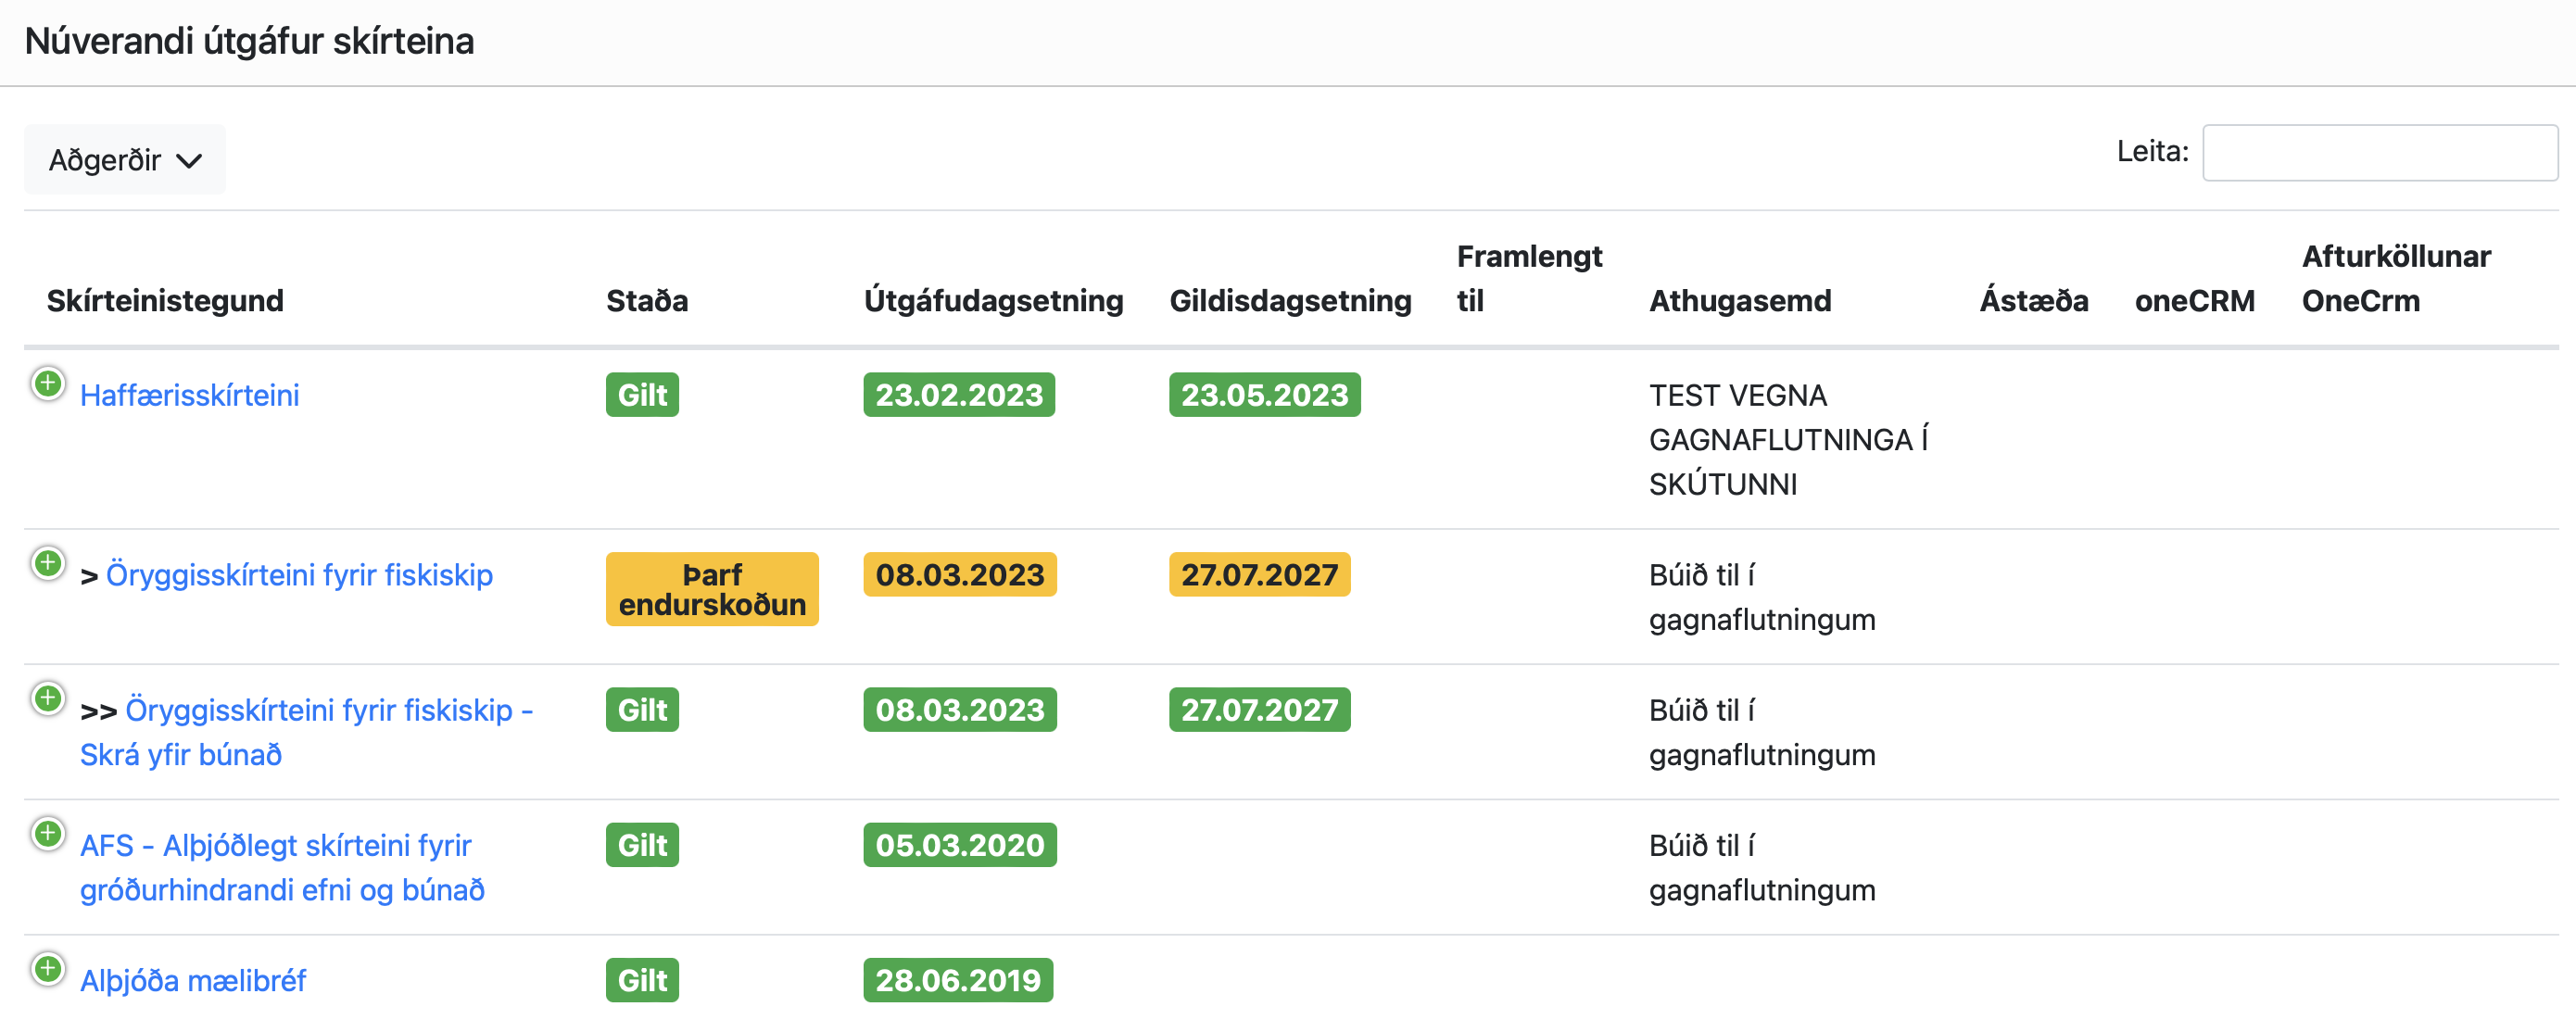 Núverandi útgáfur skírteina
Aðgerðir
Leita:
Skírteinistegund Staða Útgáfudagsetning Gildisdagsetning Framlengt til Athugasemd Ástæða oneCRM Afturköllunar OneCrm
Haffærisskírteini Gilt 23.02.2023 23.05.2023 TEST VEGNA
GAGNAFLUTNINGA Í
SKÚTUNNI
> Öryggisskírteini fyrir fiskiskip Þarf endurskoðun 08.03.2023 27.07.2027 Búið til í
gagnaflutningum
>> Öryggisskírteini fyrir fiskiskip - Gilt 08.03.2023 27.07.2027 Búið til í
Skrá yfir búnað gagnaflutningum
AFS - Alþjóðlegt skírteini fyrir Gilt 05.03.2020 Búið til í
gróðurhindrandi efni og búnað gagnaflutningum
Alþjóða mælibréf Gilt 28.06.2019